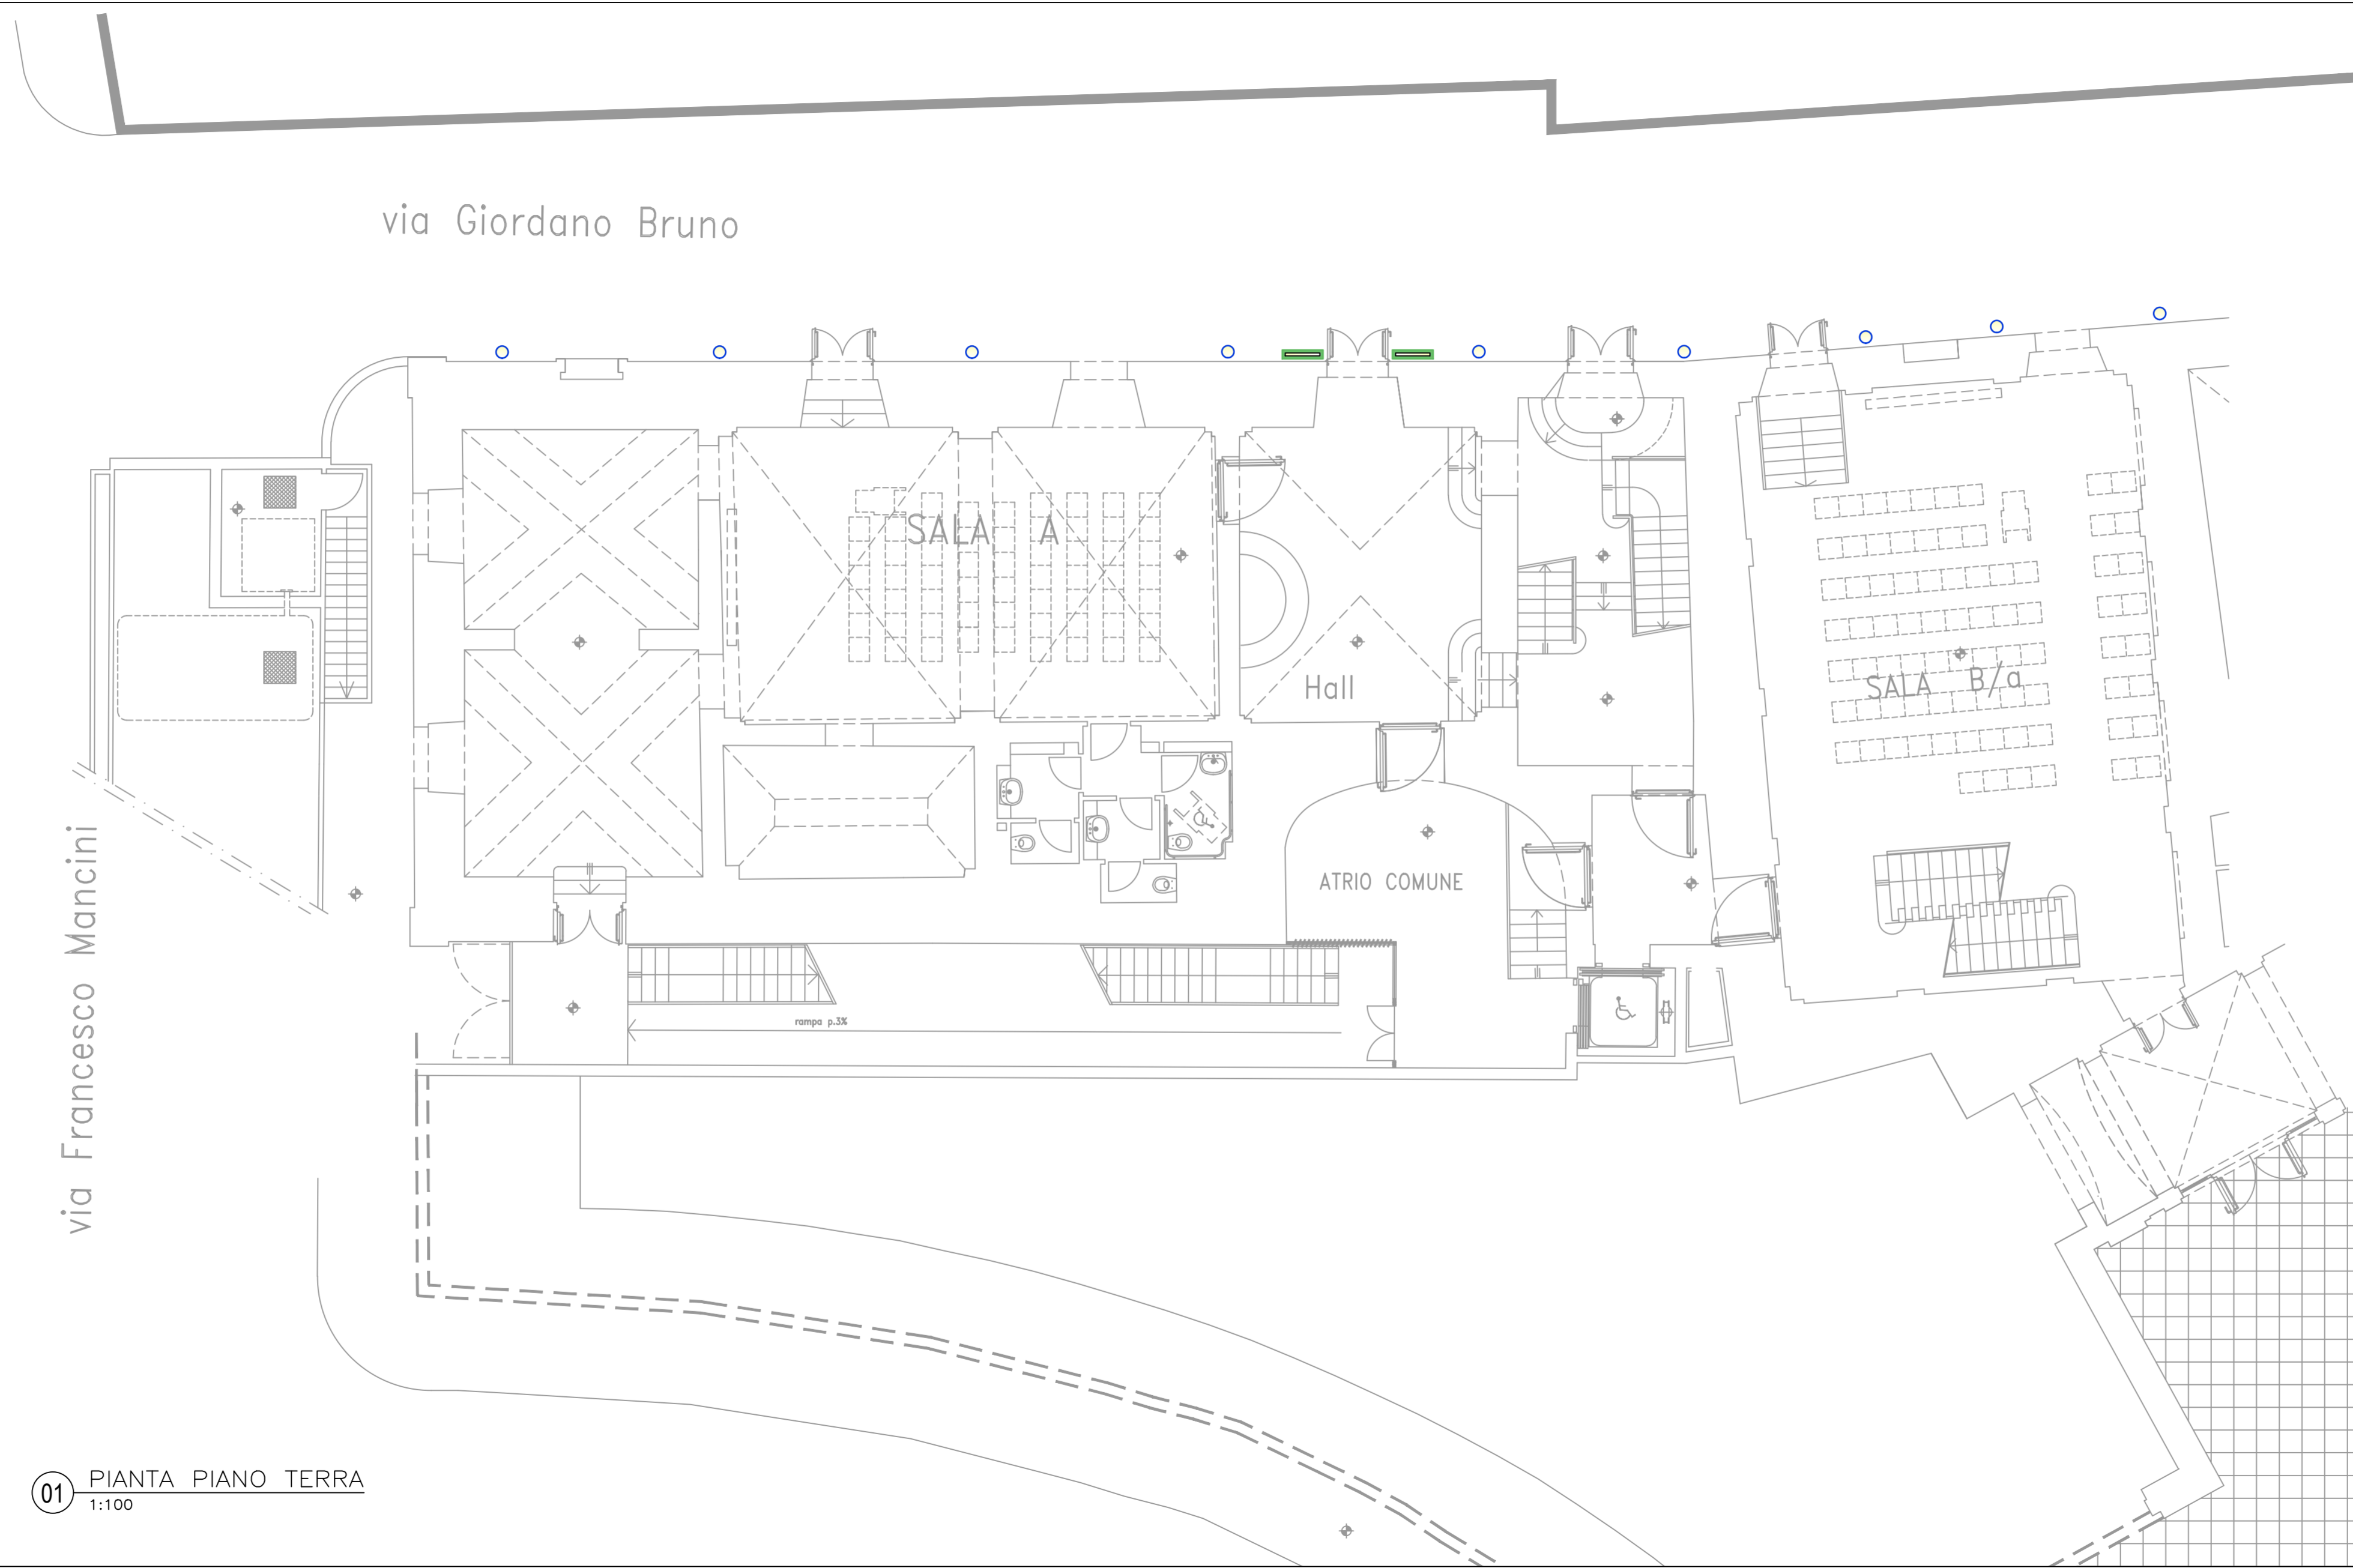 via Giordano Bruno
SALA A
Hall
SALA B/a
ATRIO COMUNE
via Francesco Mancini
rampa p.3%
01
PIANTA PIANO TERRA
1:100